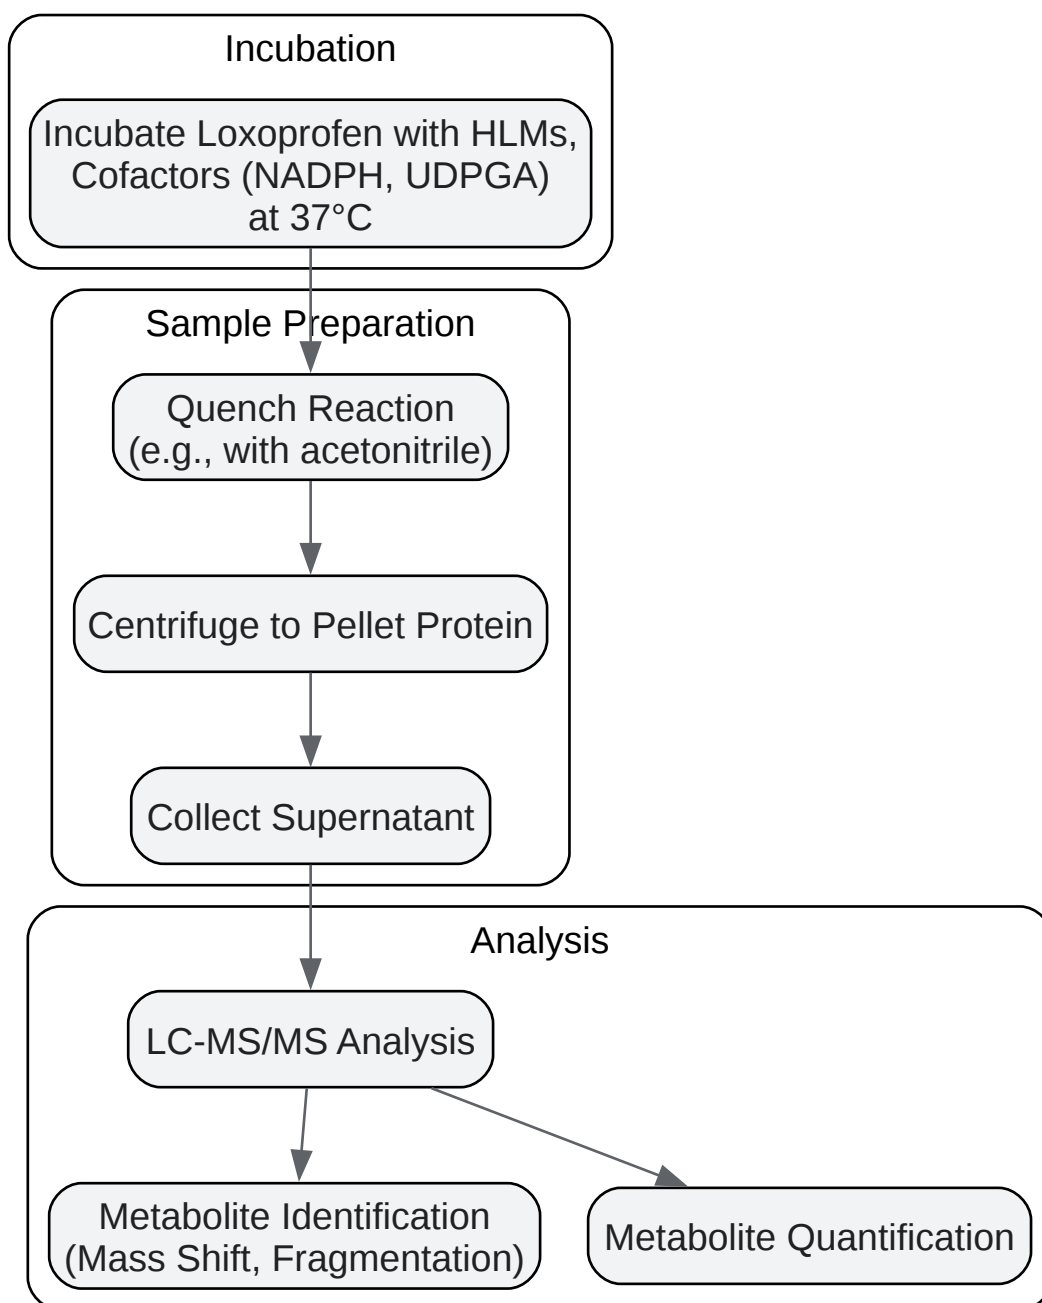 Incubation
Incubate Loxoprofen with HLMs,
Cofactors (NADPH, UDPGA)
at 37°C
Sample Preparation
Quench Reaction
(e.g., with acetonitrile)
Centrifuge to Pellet Protein
Collect Supernatant
Analysis
LC-MS/MS Analysis
Metabolite Identification
(Mass Shift, Fragmentation)
Metabolite Quantification